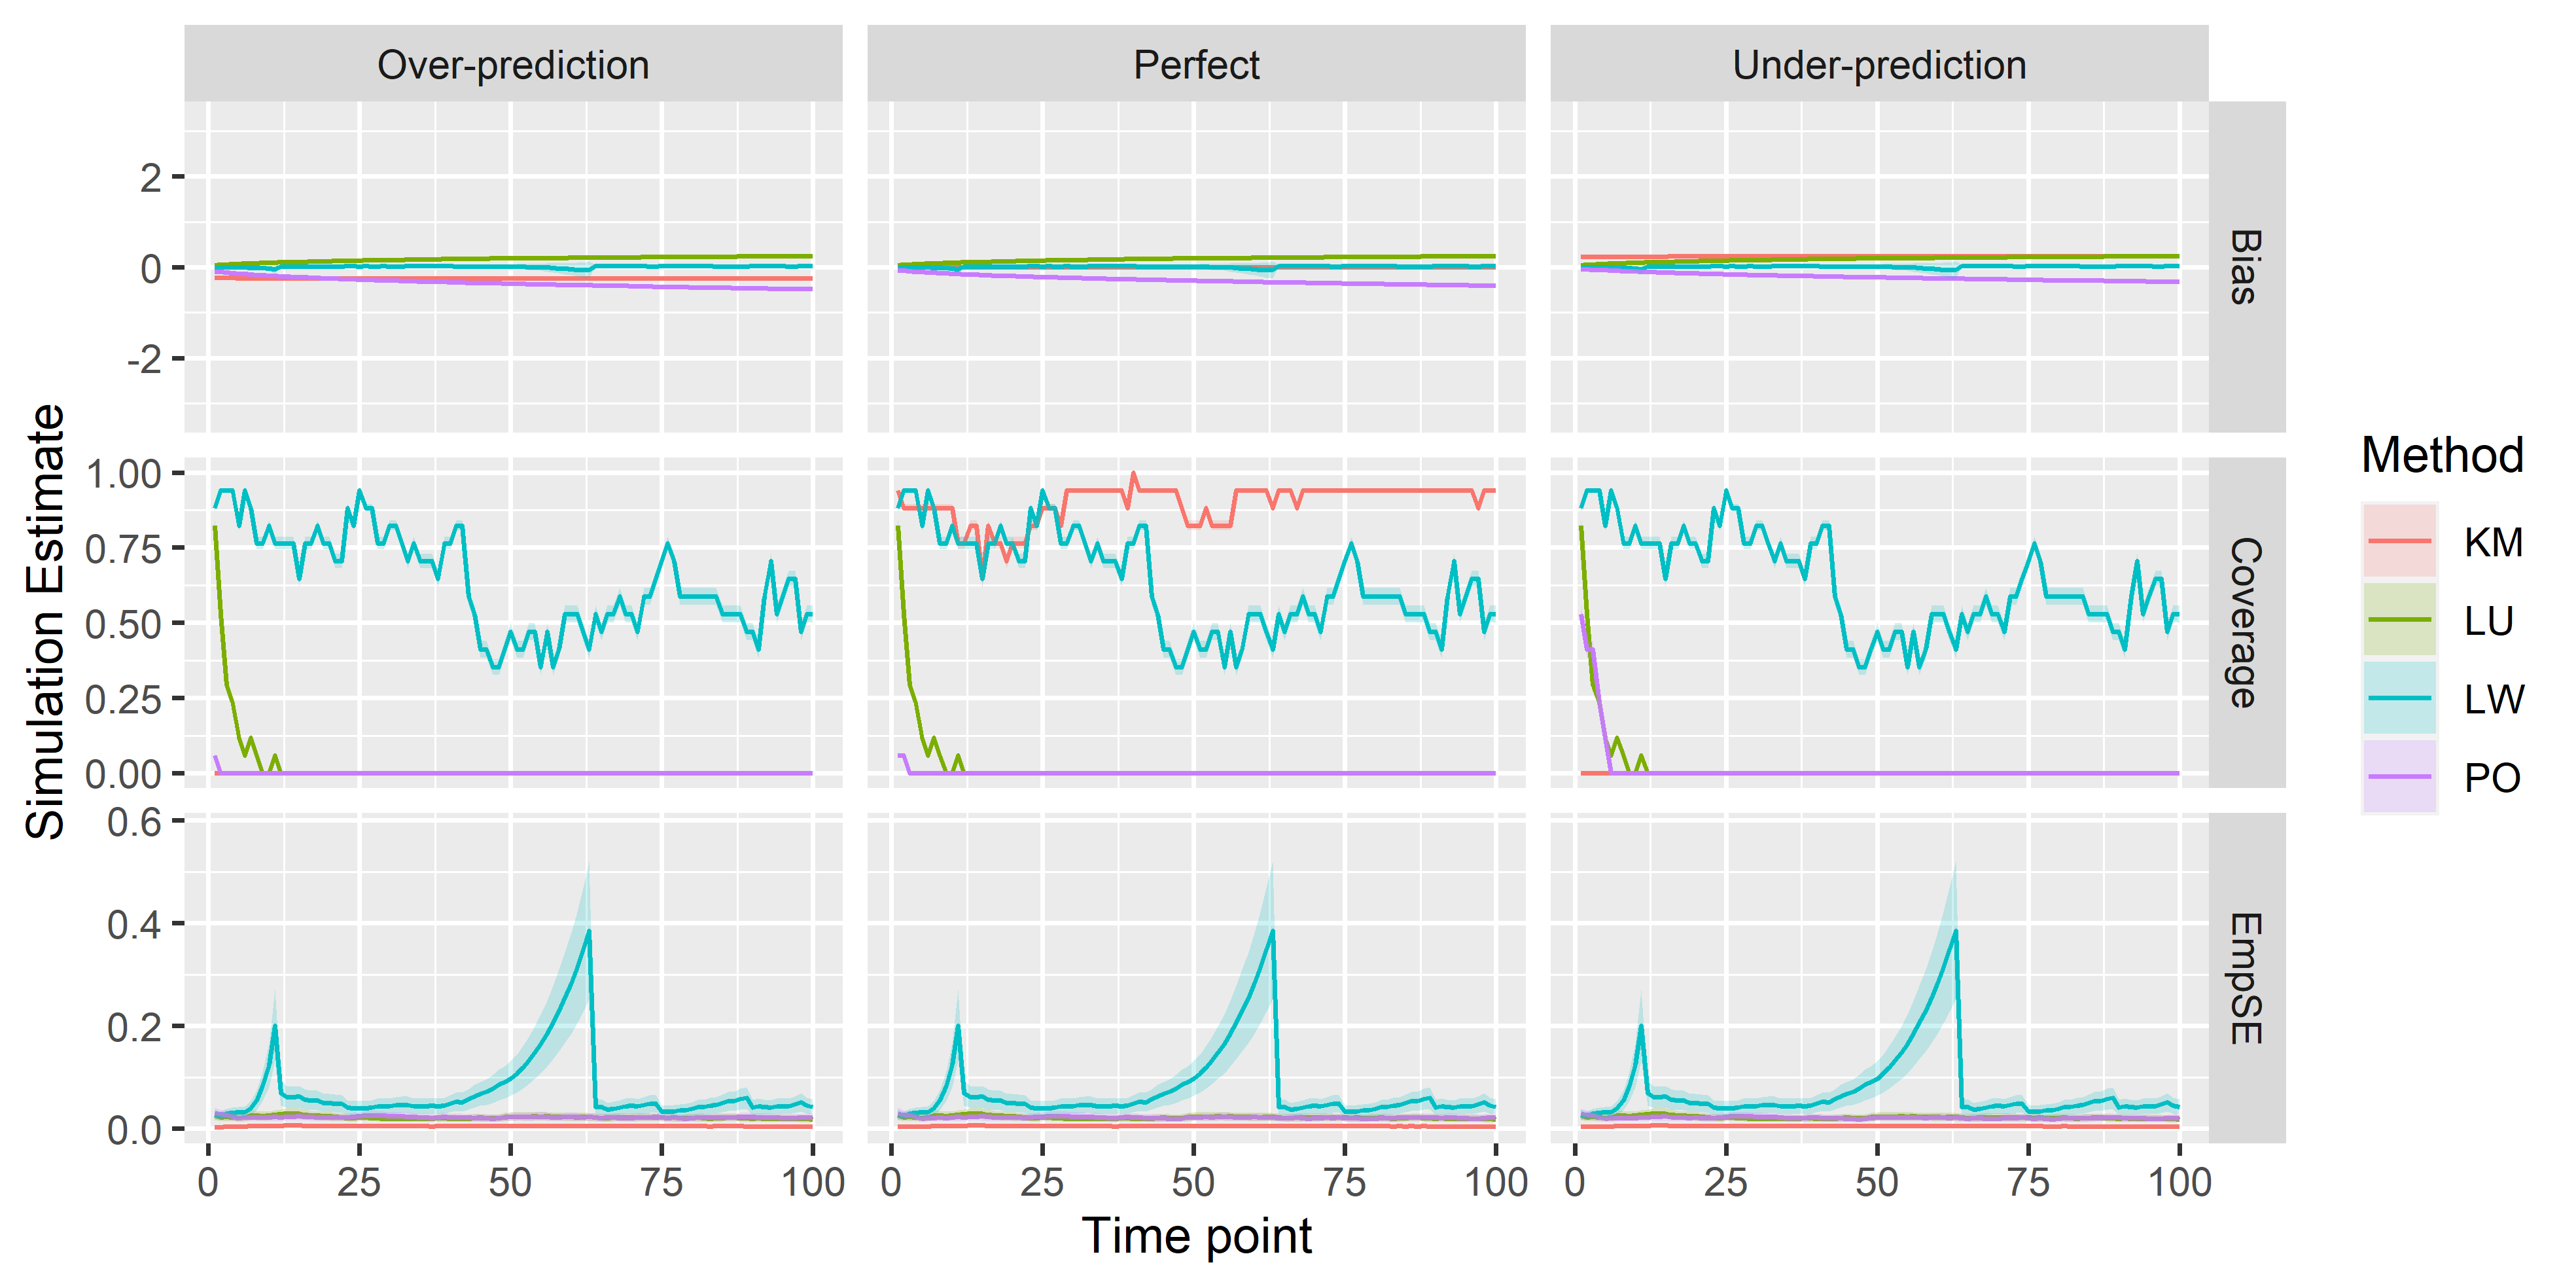 Over-prediction
Perfect
Under-prediction
2
0
-2
Bias
1.00
0.75
0.50
0.25
0.00
Coverage
0.6
0.4
0.2
0.0
EmpSE
0 25 50 75 100
0 25 50 75 100
0 25 50 75 100
Time point
Simulation Estimate
Method
KM
LU
LW
PO